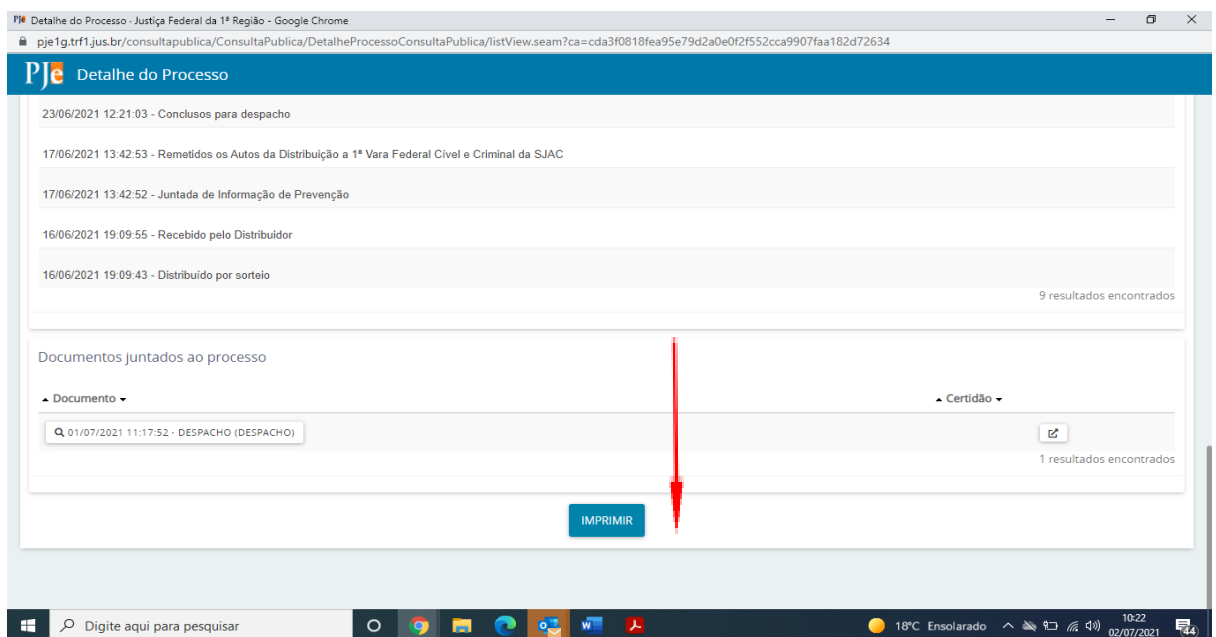 PJe Detalhe do Processo · Justiça Federal da 1ª Região - Google Chrome
pje1g.trf1.jus.br/consultapublica/ConsultaPublica/DetalheProcessoConsultaPublica/listView.seam?ca=cda3f0818fea95e79d2a0e0f2f552cca9907faa182d72634
PJe Detalhe do Processo
23/06/2021 12:21:03 - Conclusos para despacho
17/06/2021 13:42:53 - Remetidos os Autos da Distribuição a 1ª Vara Federal Cível e Criminal da SJAC
17/06/2021 13:42:52 - Juntada de Informação de Prevenção
16/06/2021 19:09:55 - Recebido pelo Distribuidor
16/06/2021 19:09:43 - Distribuído por sorteio
9 resultados encontrados
Documentos juntados ao processo
Documento Certidão
01/07/2021 11:17:52 - DESPACHO (DESPACHO)
1 resultados encontrados
IMPRIMIR
Digite aqui para pesquisar
18°C Ensolarado
10:22
02/07/2021
44